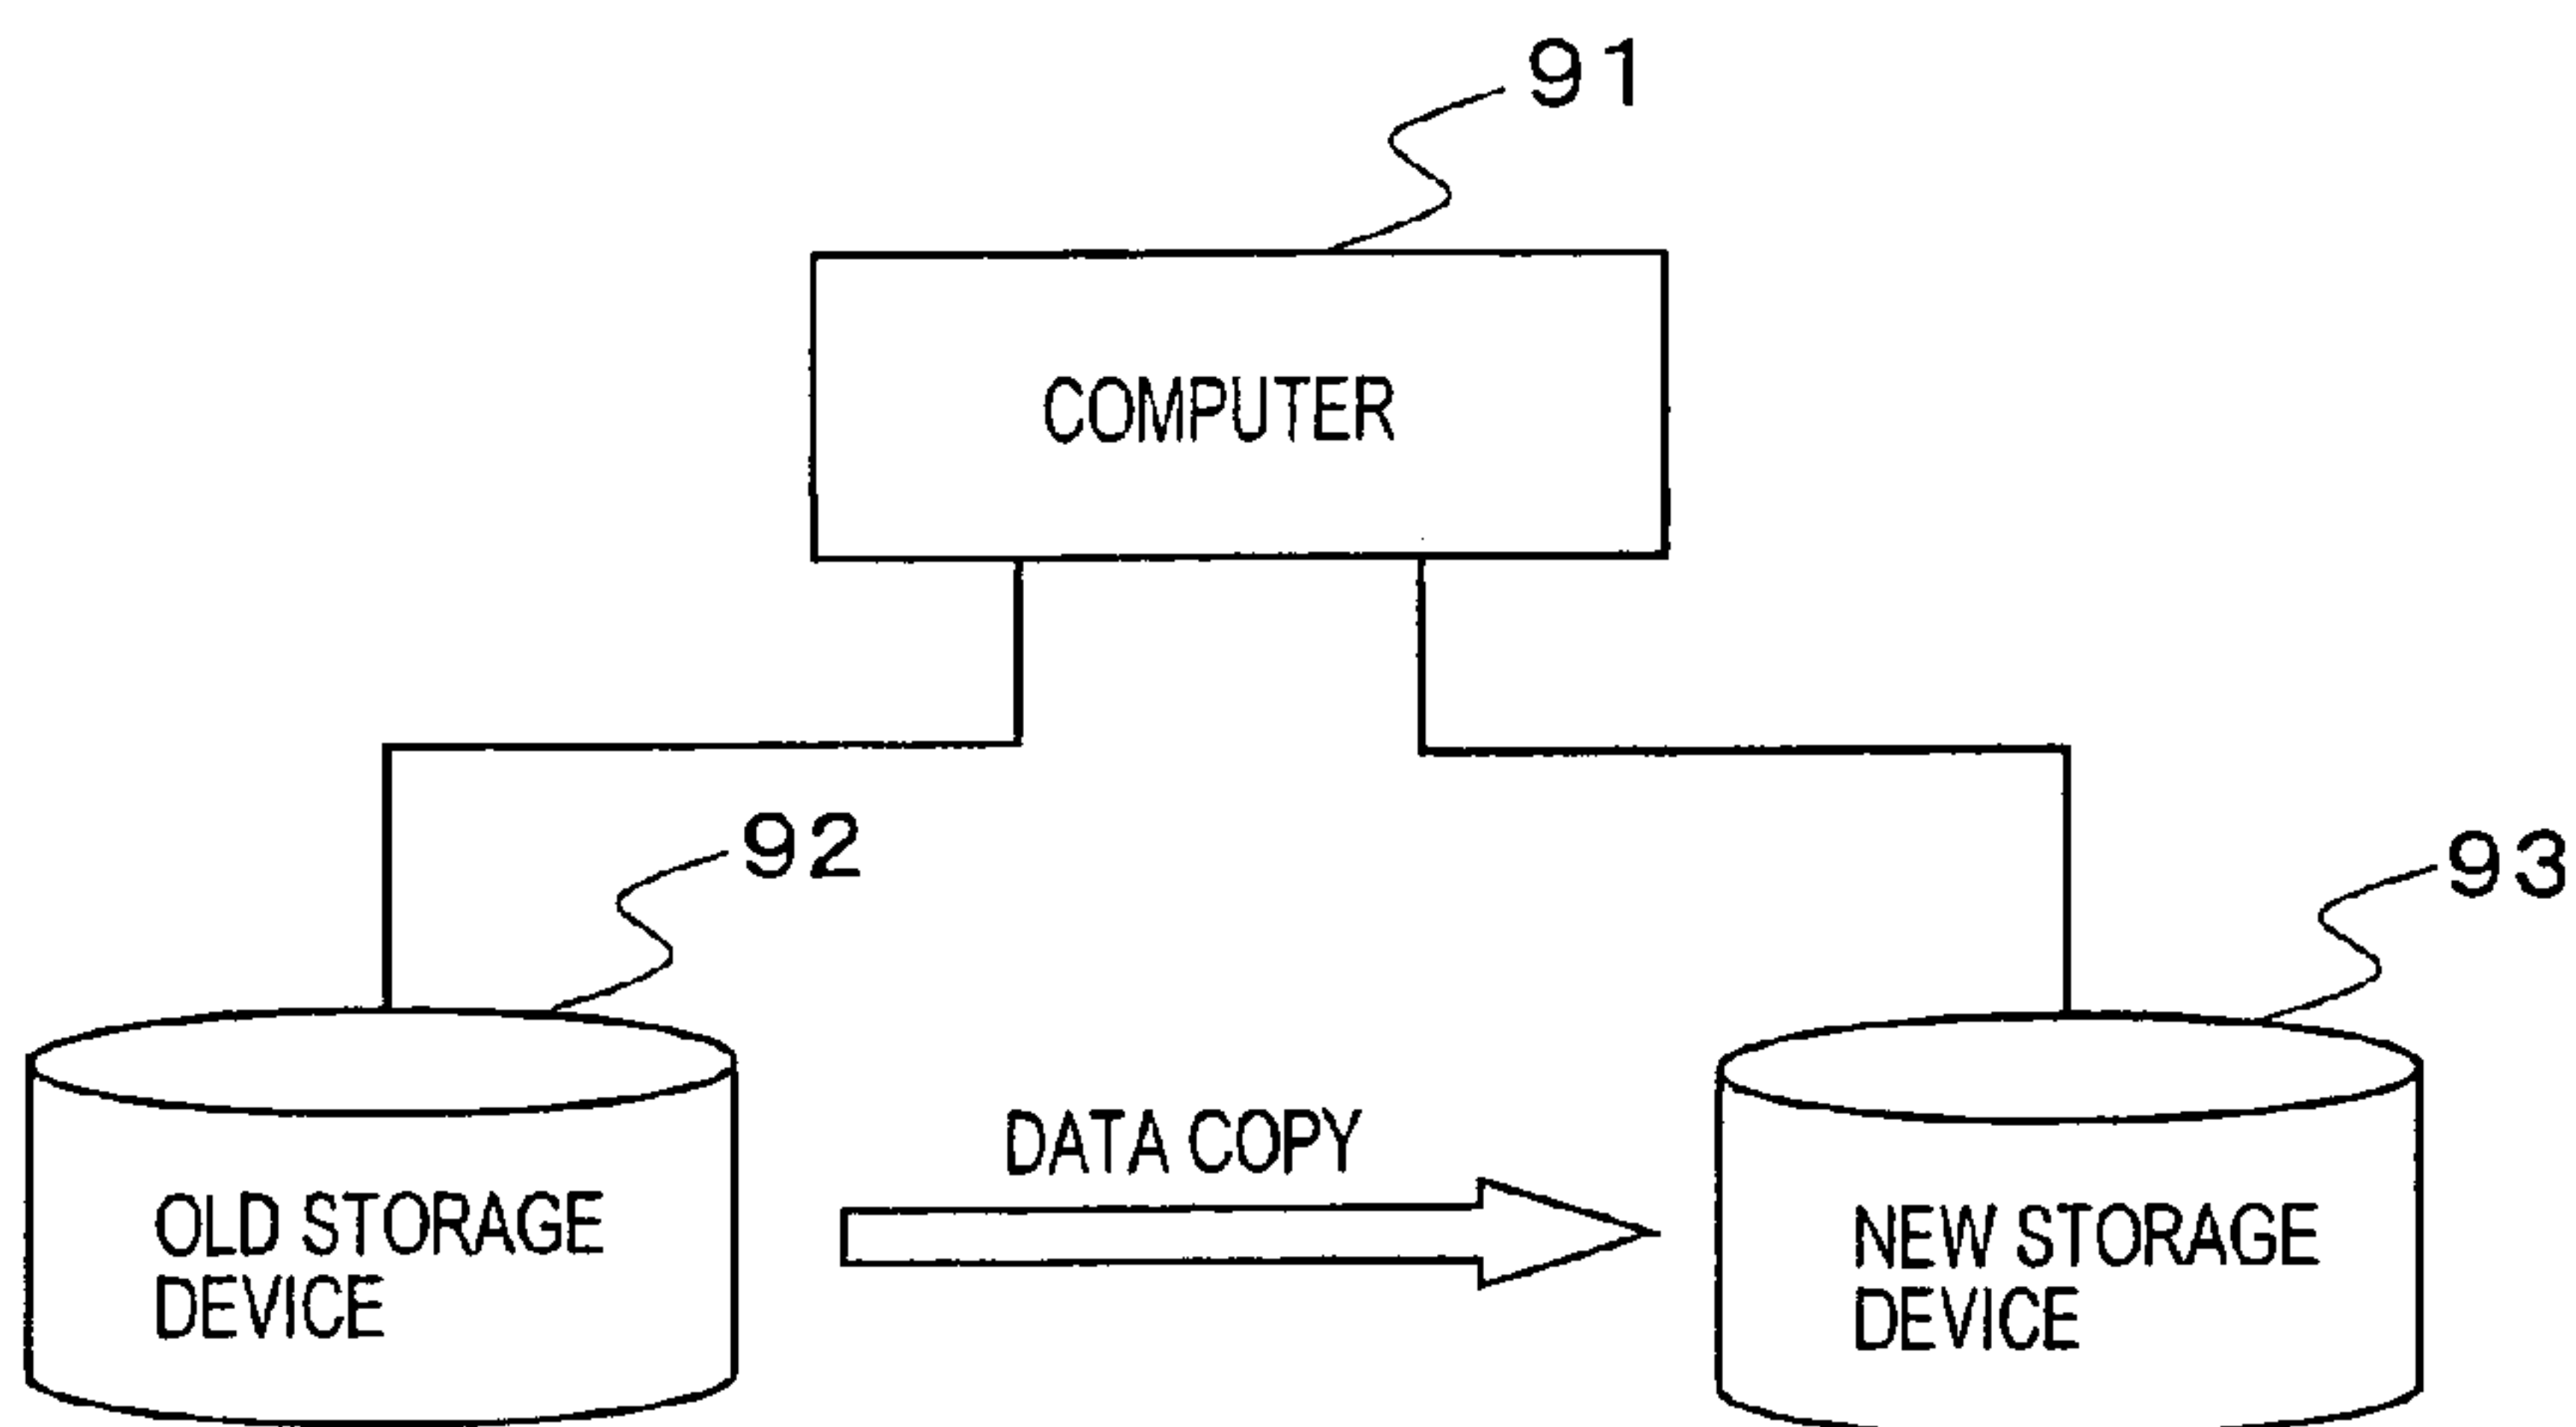 91
COMPUTER
92
93
DATA COPY
OLD STORAGE
DEVICE
NEW STORAGE
DEVICE